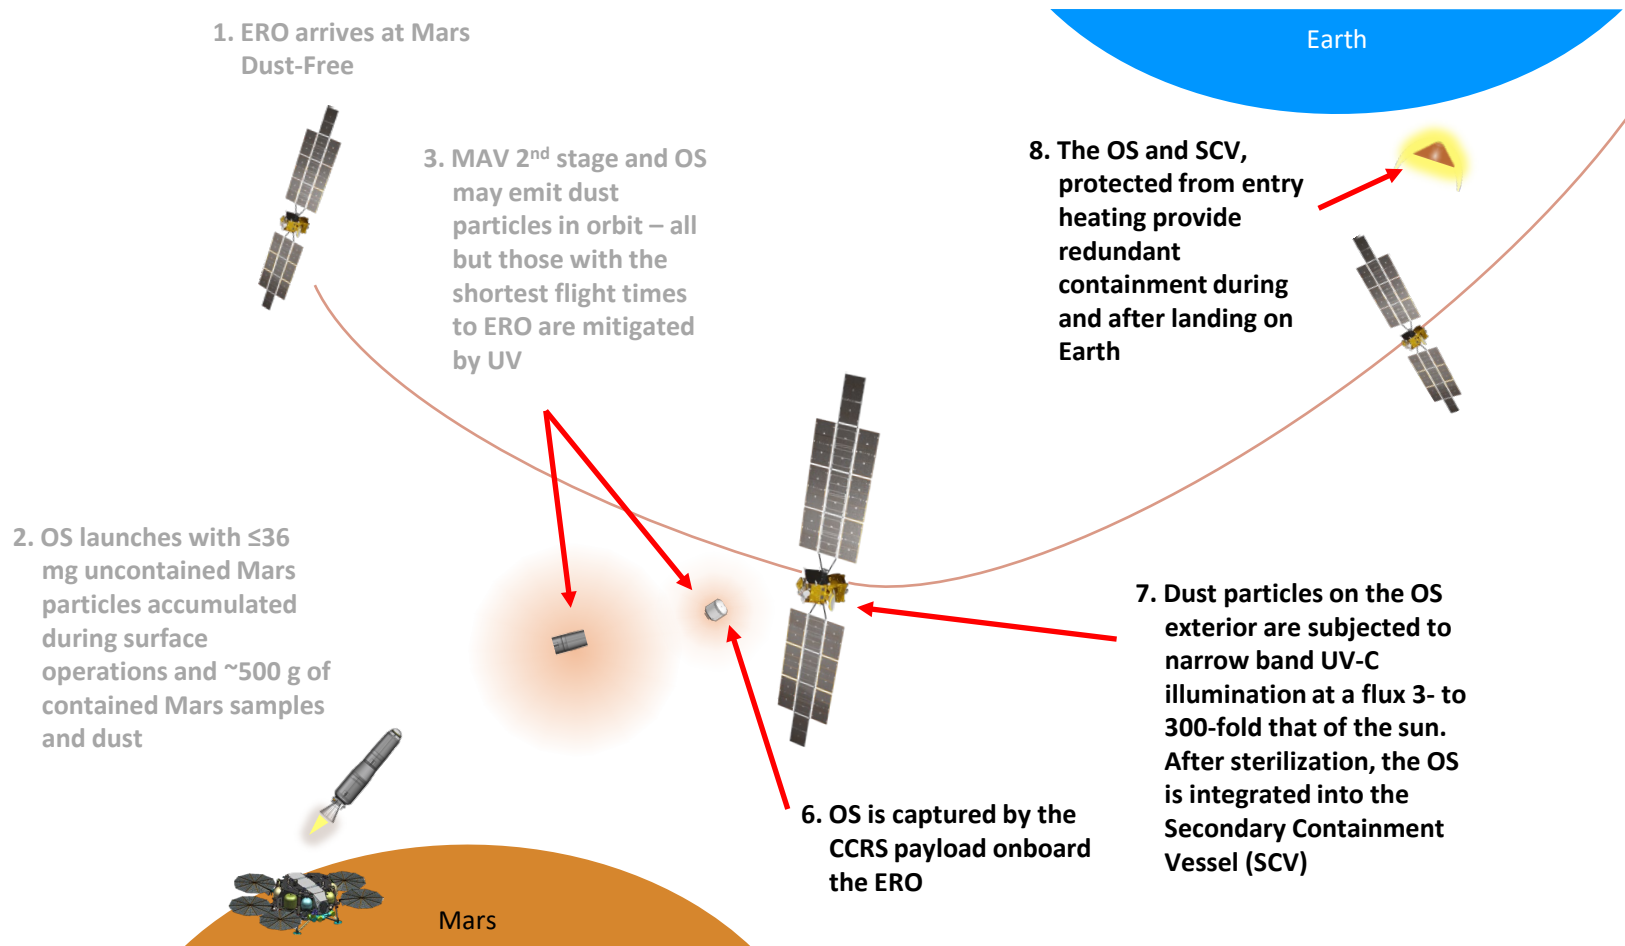 1. ERO arrives at Mars
Dust-Free
Earth
3. MAV 2nd stage and OS
may emit dust
particles in orbit – all
but those with the
shortest flight times
to ERO are mitigated
by UV
8. The OS and SCV,
protected from entry
heating provide
redundant
containment during
and after landing on
Earth
2. OS launches with ≤36
mg uncontained Mars
particles accumulated
during surface
operations and ~500 g of
contained Mars samples
and dust
7. Dust particles on the OS
exterior are subjected to
narrow band UV-C
illumination at a flux 3- to
300-fold that of the sun.
After sterilization, the OS
is integrated into the
Secondary Containment
Vessel (SCV)
6. OS is captured by the
CCRS payload onboard
the ERO
Mars